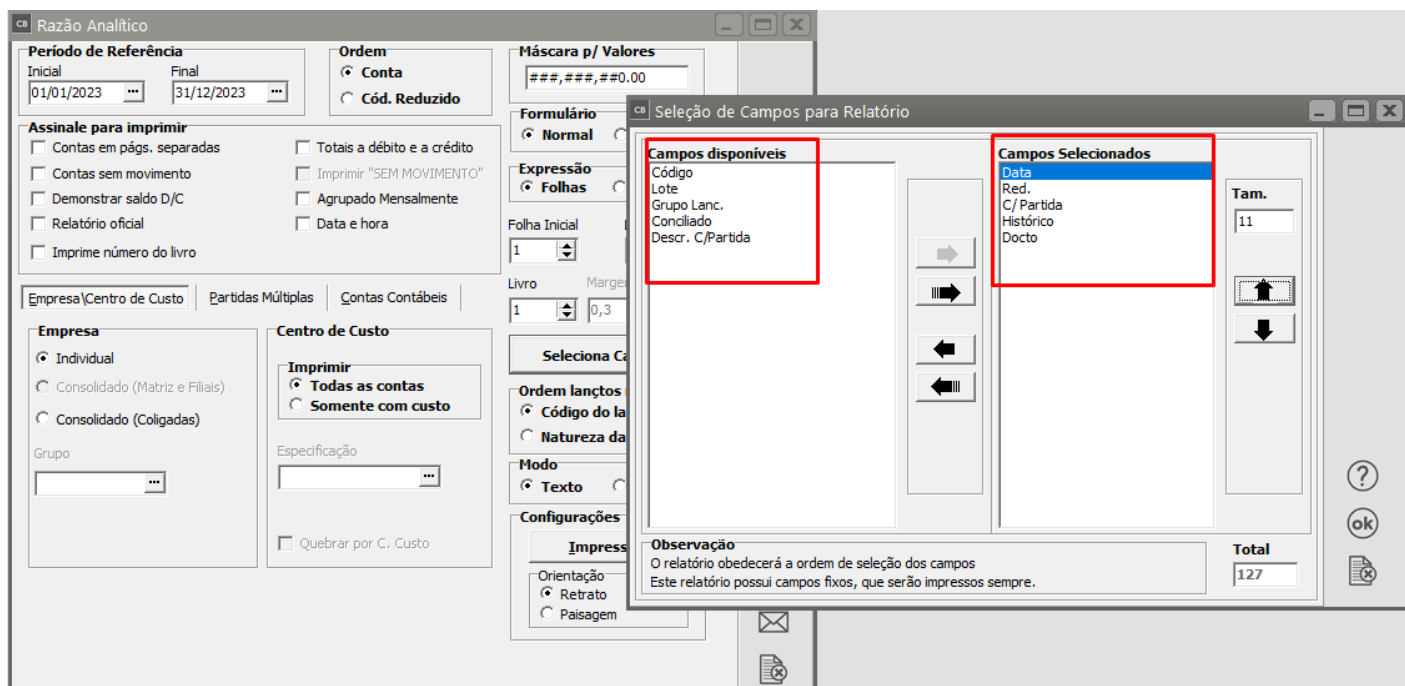 CB Razão Analítico
Período de Referência
Inicial
Final
01/01/2023 ...
31/12/2023 ...
Ordem
Conta
Cód. Reduzido
Máscara p/ Valores
###,###,##0.00
Assinale para imprimir
Contas em págs. separadas
Contas sem movimento
Demonstrar saldo D/C
Relatório oficial
Imprime número do livro
Totais a débito e a crédito
Imprimir "SEM MOVIMENTO"
Agrupado Mensalmente
Data e hora
Formulário
Normal
Expressão
Folhas
Folha Inicial
1
Livro
1
0,3
Empresa\Centro de Custo
Partidas Múltiplas
Contas Contábeis
Empresa
Individual
Consolidado (Matriz e Filiais)
Consolidado (Coligadas)
Grupo
...
Centro de Custo
Imprimir
Todas as contas
Somente com custo
Especificação
...
Quebrar por C. Custo
Seleciona
Ordem lançtos
Código do
Natureza da
Modo
Texto
Configurações
Impress
Orientação
Retrato
Paisagem
CB Seleção de Campos para Relatório
Campos disponíveis
Código
Lote
Grupo Lanc.
Conciliado
Descr. C/Partida
Campos Selecionados
Data
Red.
C/ Partida
Histórico
Docto
Tam.
11
?
ok
Observação
O relatório obedecerá a ordem de seleção dos campos
Este relatório possui campos fixos, que serão impressos sempre.
Total
127